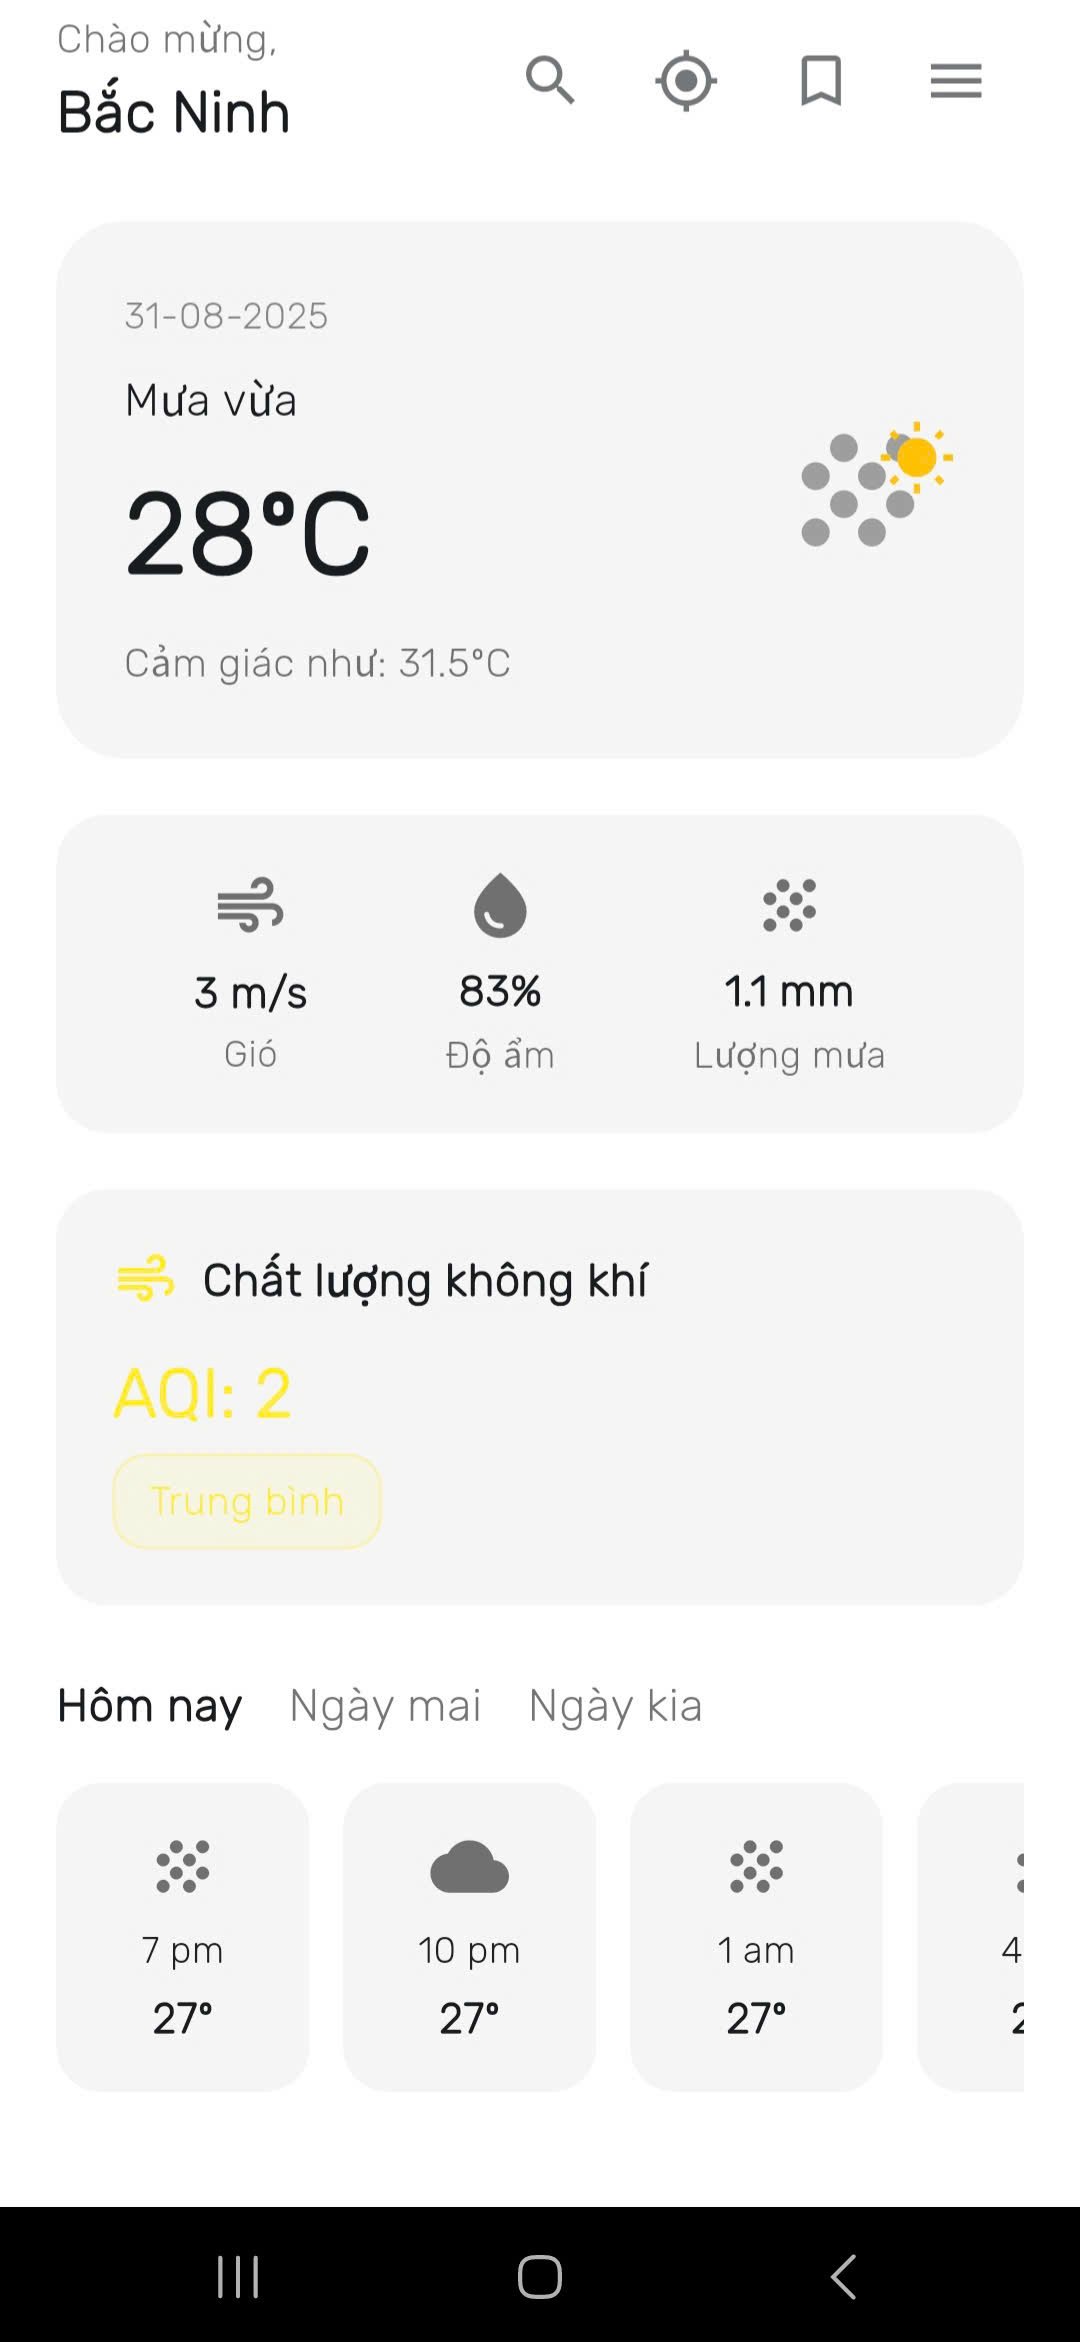 Chào mừng,
Bắc Ninh
31-08-2025
Mưa vừa
28°C
Cảm giác như: 31.5°C
3 m/s
83%
1.1 mm
Gió
Độ ẩm
Lượng mưa
Chất lượng không khí
AQI: 2
Trung bình
Hôm nay
Ngày mai
Ngày kia
7 pm
10 pm
1 am
4
27°
27°
27°
2